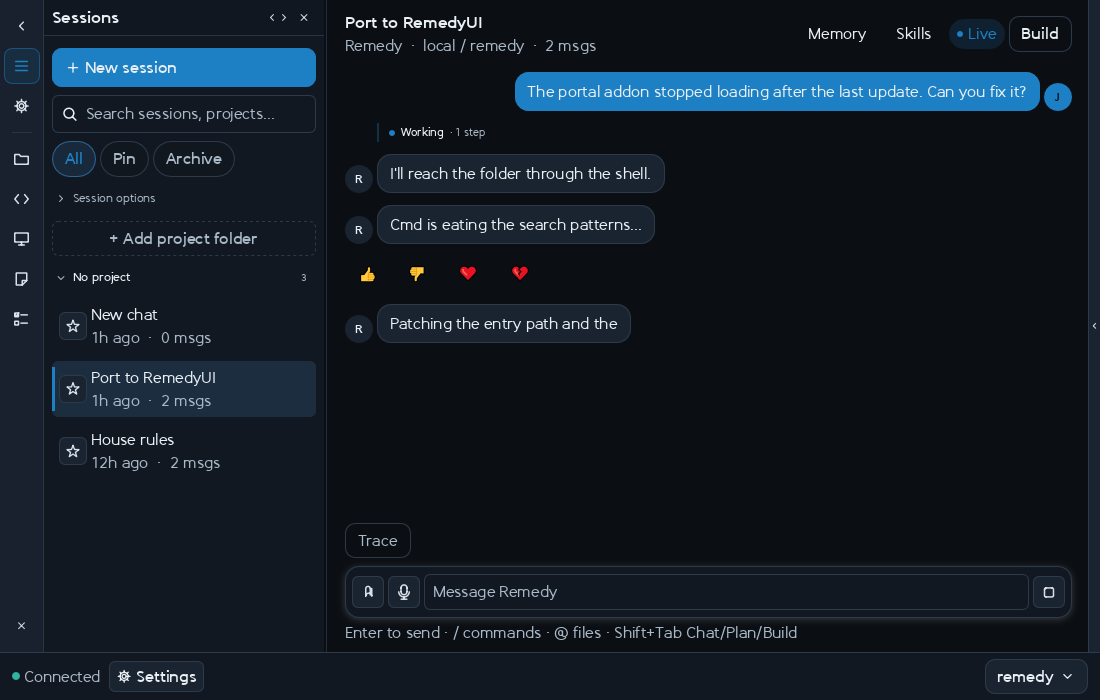 Sessions
+ New session
Search sessions, projects...
All
Pin
Archive
Session options
+ Add project folder
No project
3
New chat
1h ago · 0 msgs
Port to RemedyUI
1h ago · 2 msgs
House rules
12h ago · 2 msgs
Port to RemedyUI
Remedy · local / remedy · 2 msgs
Memory
Skills
Live
Build
The portal addon stopped loading after the last update. Can you fix it?
J
Working · 1 step
R
I'll reach the folder through the shell.
R
Cmd is eating the search patterns...
R
Patching the entry path and the
Trace
Message Remedy
Enter to send · / commands · @ files · Shift+Tab Chat/Plan/Build
Connected
Settings
remedy